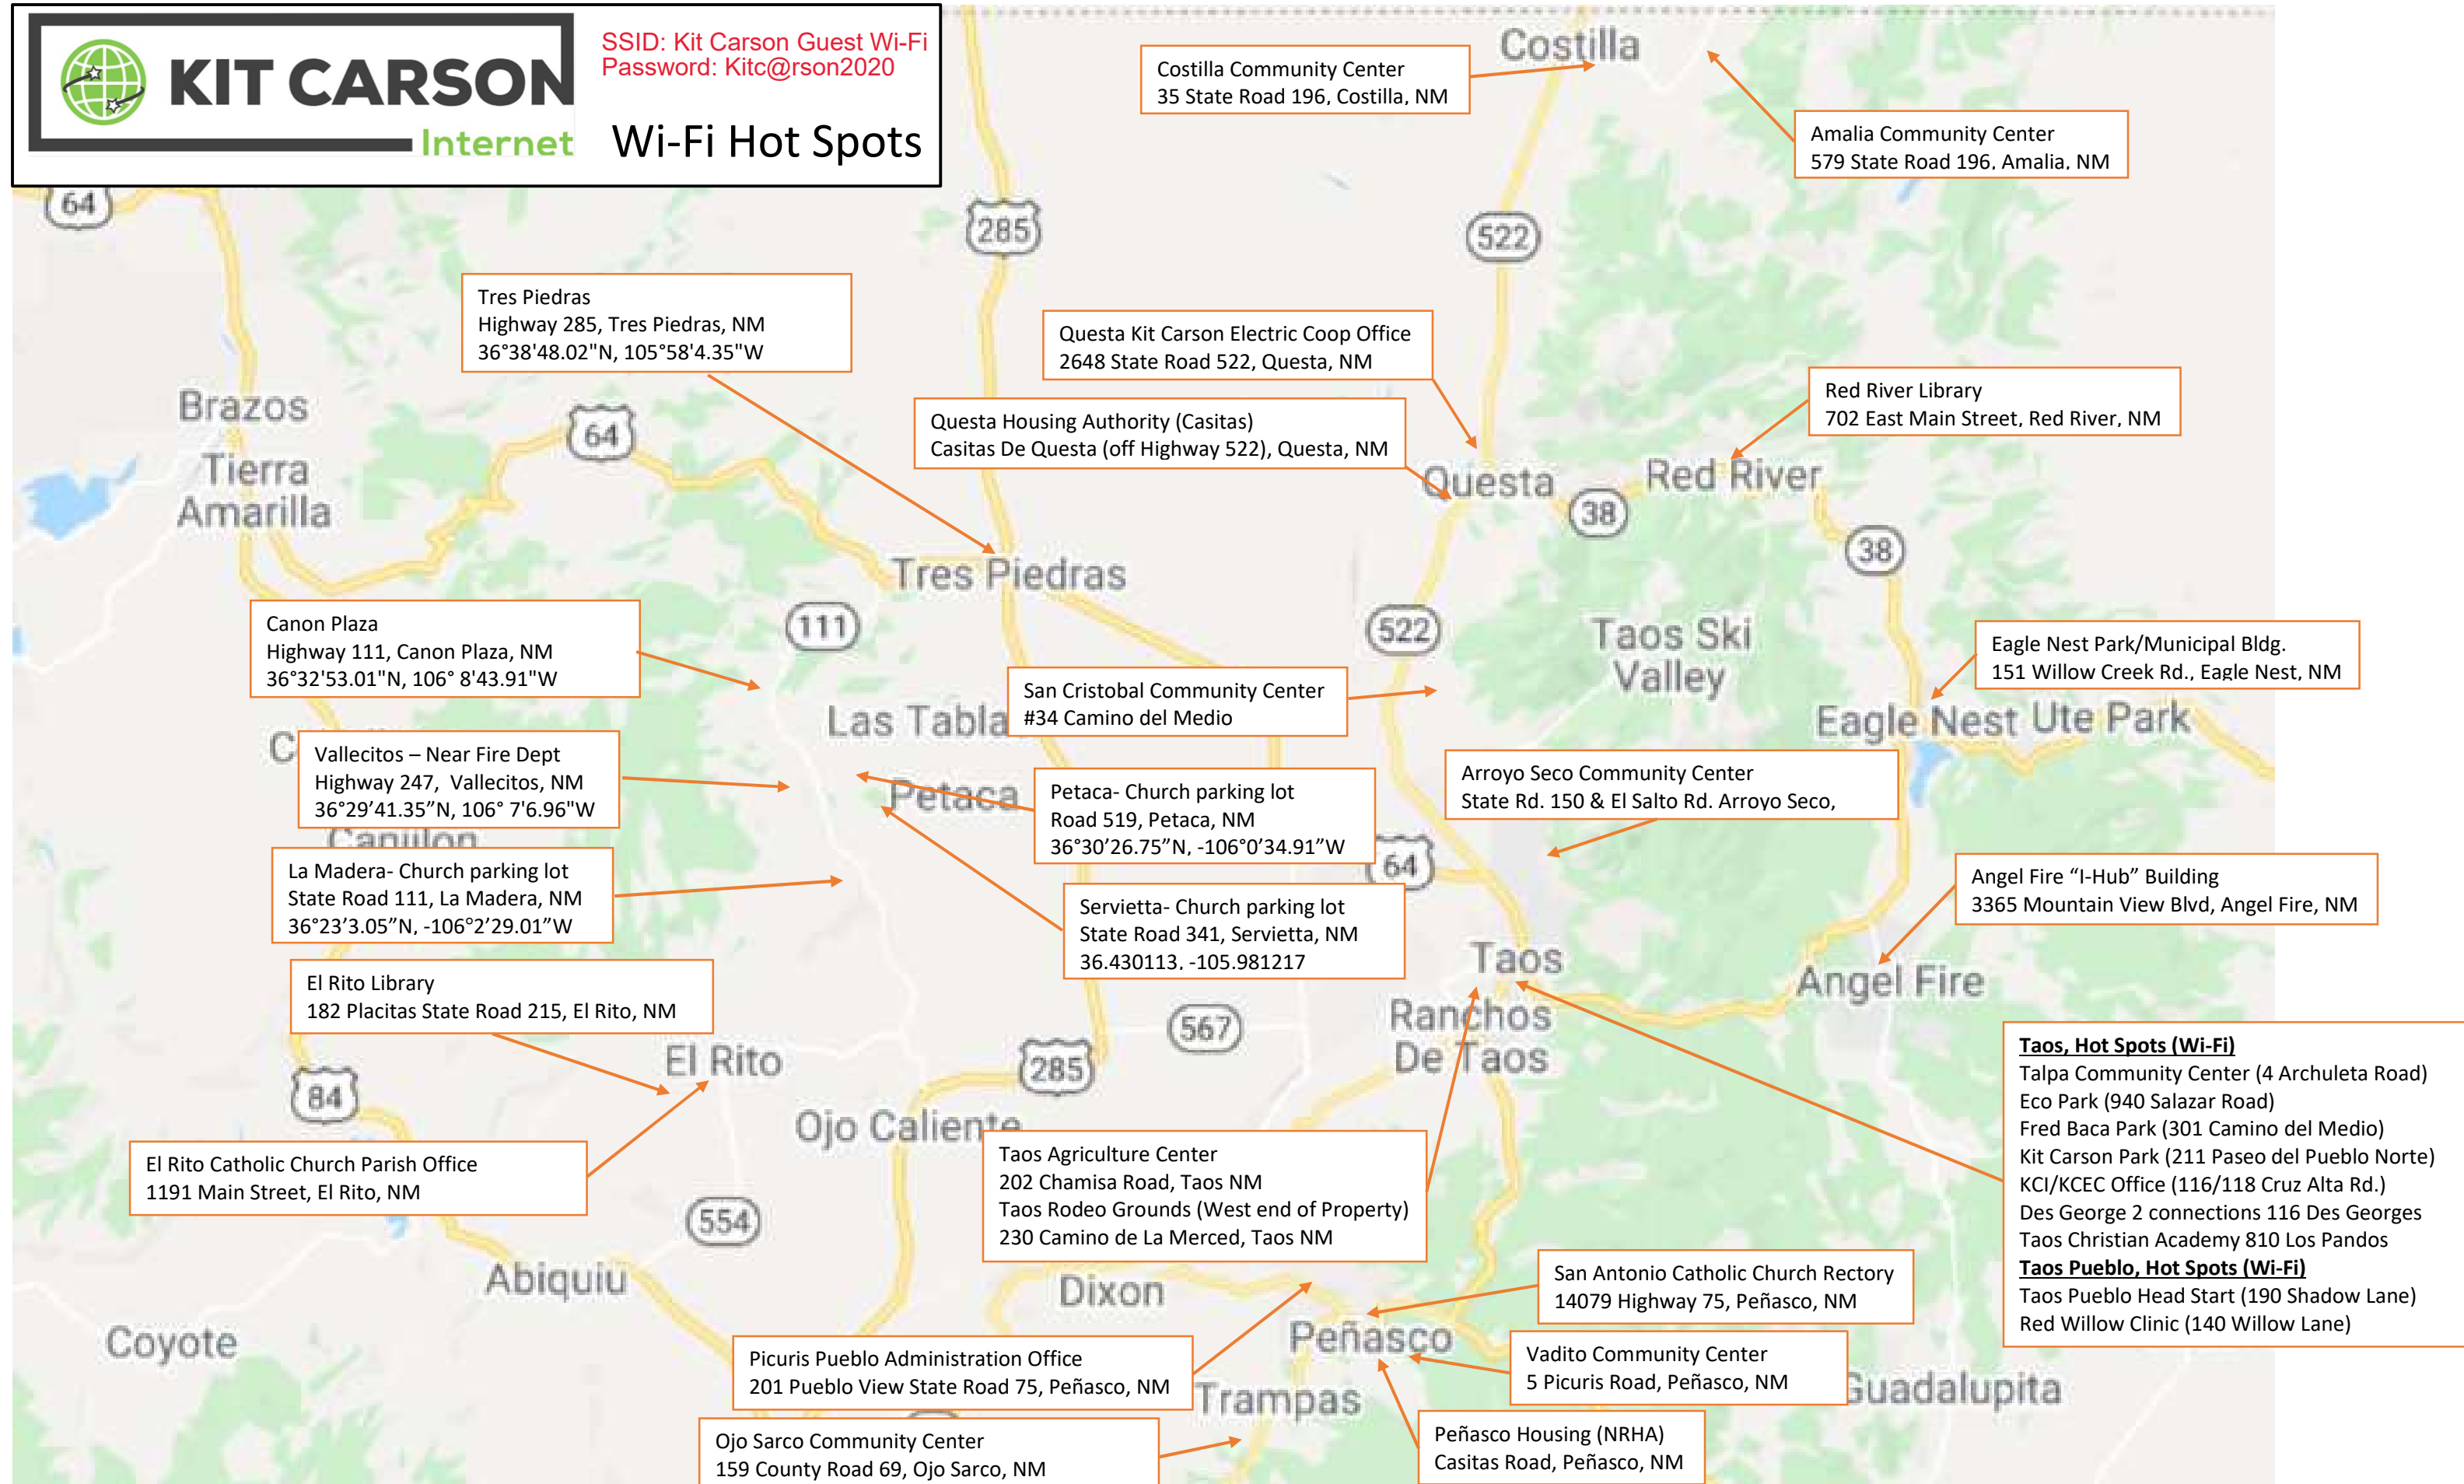 KIT CARSON
Internet
SSID: Kit Carson Guest Wi-Fi
Password: Kitc@rson2020
Wi-Fi Hot Spots
Costilla
Costilla Community Center
35 State Road 196, Costilla, NM
Amalia Community Center
579 State Road 196, Amalia, NM
64
285
522
Tres Piedras
Highway 285, Tres Piedras, NM
36°38'48.02"N, 105°58'4.35"W
Questa Kit Carson Electric Coop Office
2648 State Road 522, Questa, NM
Red River Library
702 East Main Street, Red River, NM
Questa Housing Authority (Casitas)
Casitas De Questa (off Highway 522), Questa, NM
Brazos
64
Tierra
Amarilla
Questa
Red River
38
38
Tres Piedras
111
522
Taos Ski
Valley
Canon Plaza
Highway 111, Canon Plaza, NM
36°32'53.01"N, 106° 8'43.91"W
Eagle Nest Park/Municipal Bldg.
151 Willow Creek Rd., Eagle Nest, NM
San Cristobal Community Center
#34 Camino del Medio
Las Tabla
Eagle Nest
Ute Park
C
Vallecitos – Near Fire Dept
Highway 247,  Vallecitos, NM
36°29’41.35”N, 106° 7'6.96"W
Petaca
Petaca- Church parking lot
Road 519, Petaca, NM
36°30’26.75”N, -106°0’34.91”W
Arroyo Seco Community Center
State Rd. 150 & El Salto Rd. Arroyo Seco,
Canjilon
64
La Madera- Church parking lot
State Road 111, La Madera, NM
36°23’3.05”N, -106°2’29.01”W
Servietta- Church parking lot
State Road 341, Servietta, NM
36.430113, -105.981217
Angel Fire “I-Hub” Building
3365 Mountain View Blvd, Angel Fire, NM
Taos
Angel Fire
El Rito Library
182 Placitas State Road 215, El Rito, NM
Ranchos
De Taos
567
El Rito
285
84
Ojo Caliente
Taos, Hot Spots (Wi-Fi)
Talpa Community Center (4 Archuleta Road)
Eco Park (940 Salazar Road)
Fred Baca Park (301 Camino del Medio)
Kit Carson Park (211 Paseo del Pueblo Norte)
KCI/KCEC Office (116/118 Cruz Alta Rd.)
Des George 2 connections 116 Des Georges
Taos Christian Academy 810 Los Pandos
Taos Pueblo, Hot Spots (Wi-Fi)
Taos Pueblo Head Start (190 Shadow Lane)
Red Willow Clinic (140 Willow Lane)
El Rito Catholic Church Parish Office
1191 Main Street, El Rito, NM
Taos Agriculture Center
202 Chamisa Road, Taos NM
Taos Rodeo Grounds (West end of Property)
230 Camino de La Merced, Taos NM
554
Abiquiu
Dixon
San Antonio Catholic Church Rectory
14079 Highway 75, Peñasco, NM
Coyote
Peñasco
Picuris Pueblo Administration Office
201 Pueblo View State Road 75, Peñasco, NM
Vadito Community Center
5 Picuris Road, Peñasco, NM
Trampas
Guadalupita
Ojo Sarco Community Center
159 County Road 69, Ojo Sarco, NM
Peñasco Housing (NRHA)
Casitas Road, Peñasco, NM